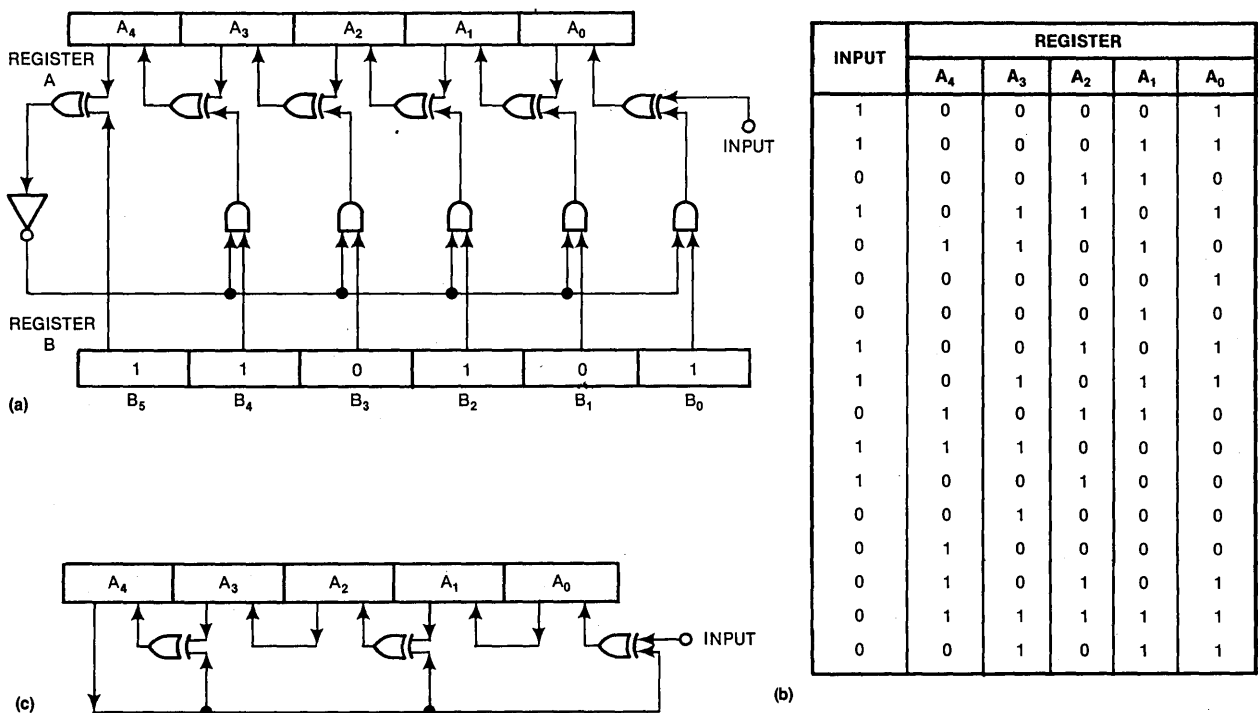 A4 A3 A2 A1 A0
REGISTER
A
INPUT
REGISTER
B
1 1 0 1 0 1
B5 B4 B3 B2 B1 B0
(a)
A4 A3 A2 A1 A0
INPUT
(c)
INPUT REGISTER
A4 A3 A2 A1 A0
1 0 0 0 0 1
1 0 0 0 1 1
0 0 0 1 1 0
1 0 1 1 0 1
0 1 1 0 1 0
0 0 0 0 0 1
0 0 0 0 1 0
1 0 0 1 0 1
1 0 1 0 1 1
0 1 0 1 1 0
1 1 1 0 0 0
1 0 0 1 0 0
0 0 1 0 0 0
0 1 0 0 0 0
0 1 0 1 0 1
0 1 1 1 1 1
0 0 1 0 1 1
(b)